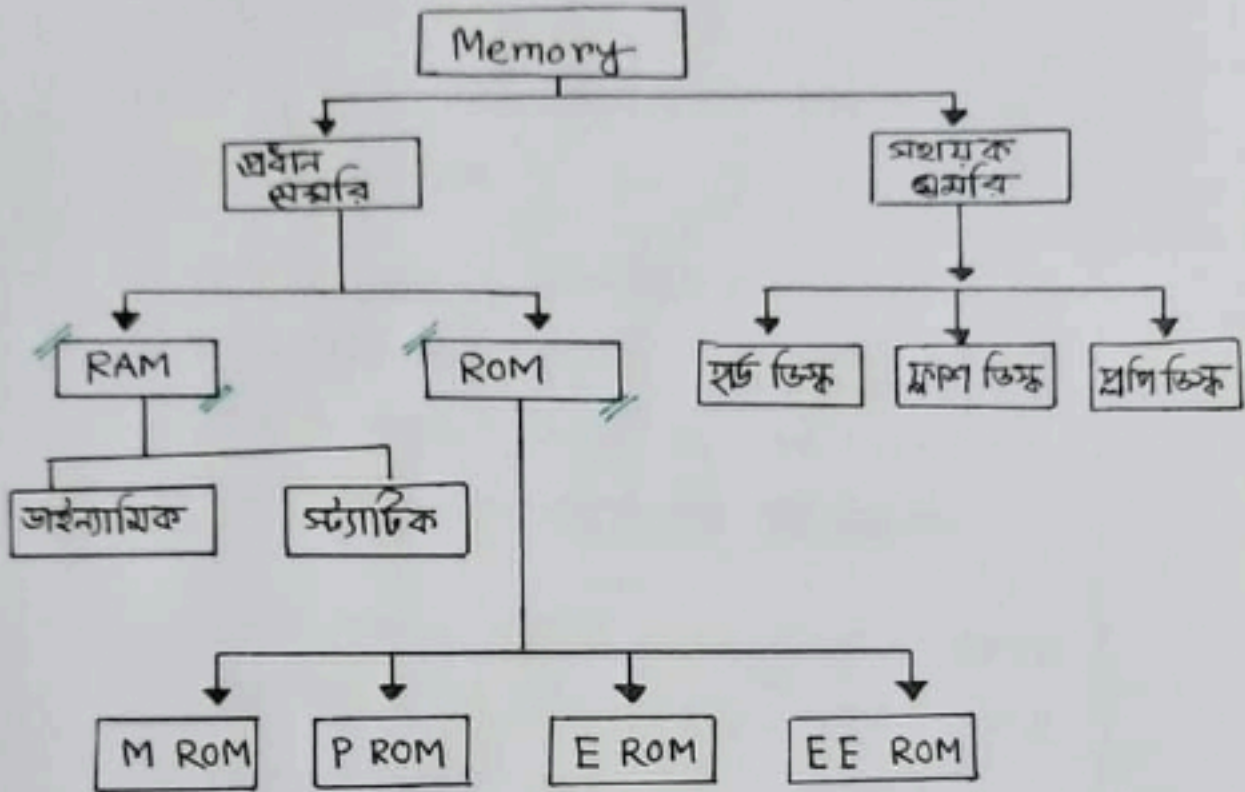 Memory
প্রধান
মেমরি
সহায়ক
মেমরি
RAM
ROM
হার্ড ডিস্ক
ফ্লাশ ডিস্ক
ফ্লপি ডিস্ক
ডাইন্যামিক
স্ট্যাটিক
M ROM
P ROM
E ROM
EE ROM